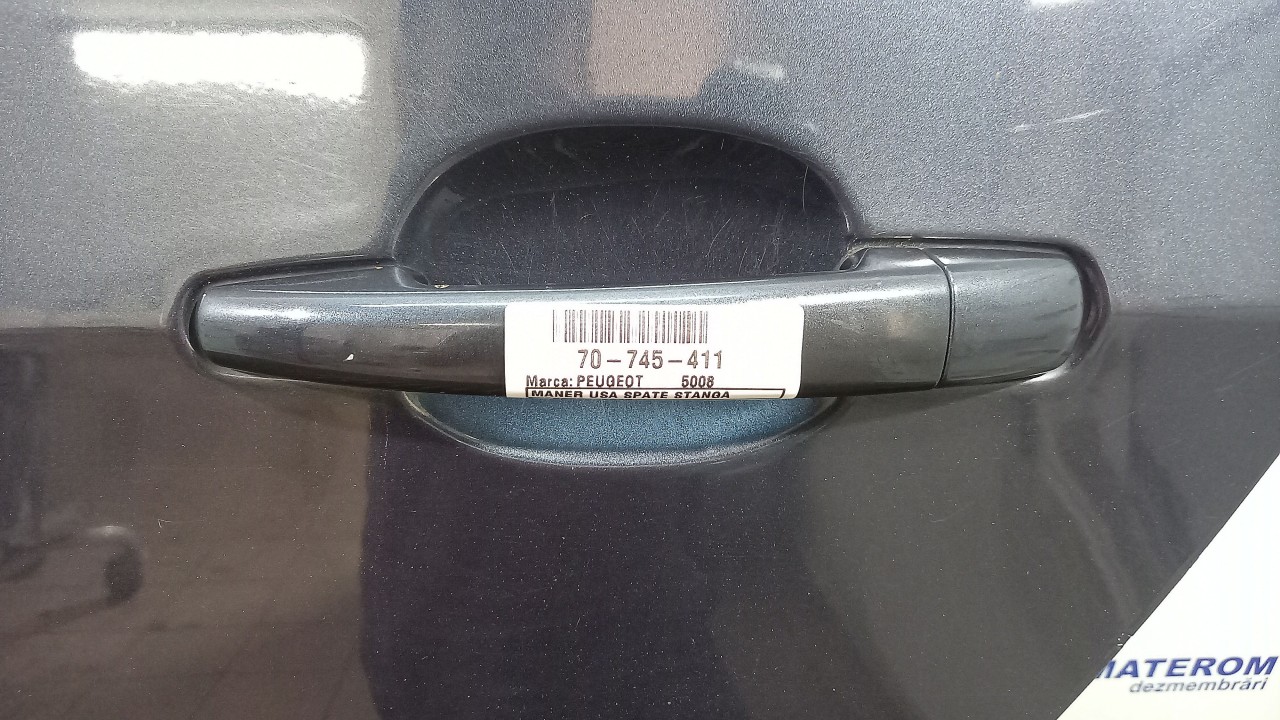 70-745-411
Marca: PEUGEOT 5008
MANER USA SPATE STANGA
MATEROM
dezmembrări